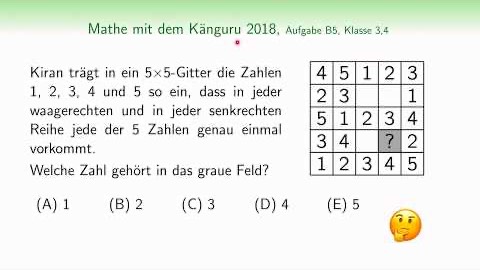 Mathe mit dem Känguru 2018, Aufgabe B5, Klasse 3,4
Kiran trägt in ein 5×5-Gitter die Zahlen
1, 2, 3, 4 und 5 so ein, dass in jeder
waagerechten und in jeder senkrechten
Reihe jede der 5 Zahlen genau einmal
vorkommt.
Welche Zahl gehört in das graue Feld?
4 5 1 2 3
2 3 1
5 1 2 3 4
3 4 ? 2
1 2 3 4 5
(A) 1 (B) 2 (C) 3 (D) 4 (E) 5